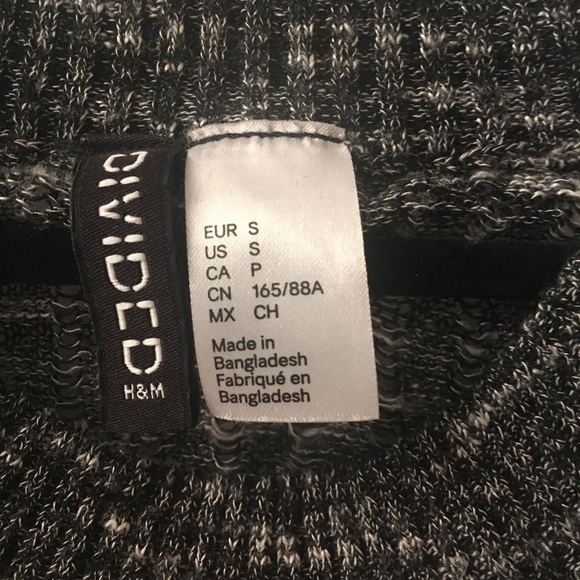 DIVIDED
H&M
EUR S
US S
CA P
CN 165/88A
MX CH
Made in
Bangladesh
Fabriqué en
Bangladesh